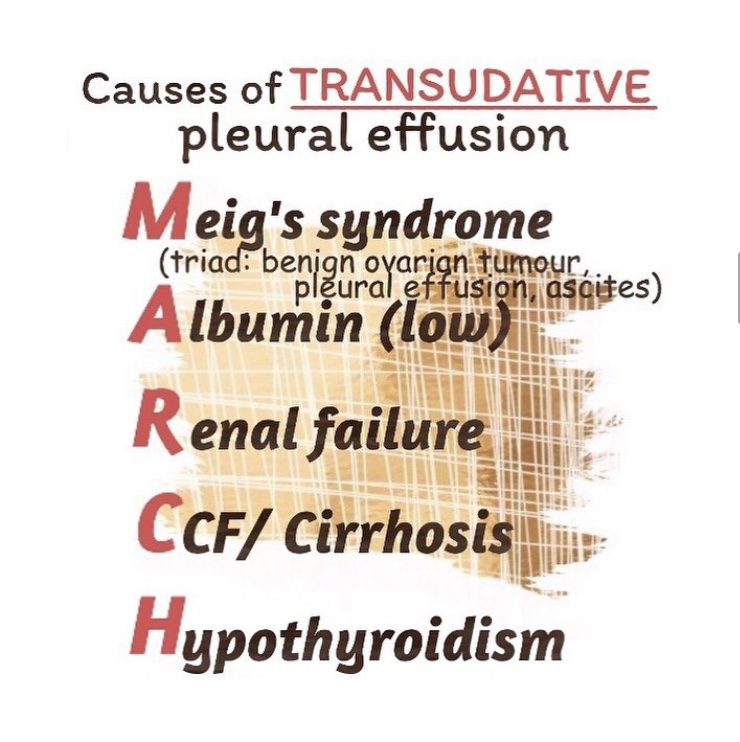 Causes of TRANSUDATIVE
pleural effusion
Meig's syndrome
(triad: benign ovarian tumour,
pleural effusion, ascites)
Albumin (low)
Renal failure
CCF/ Cirrhosis
Hypothyroidism